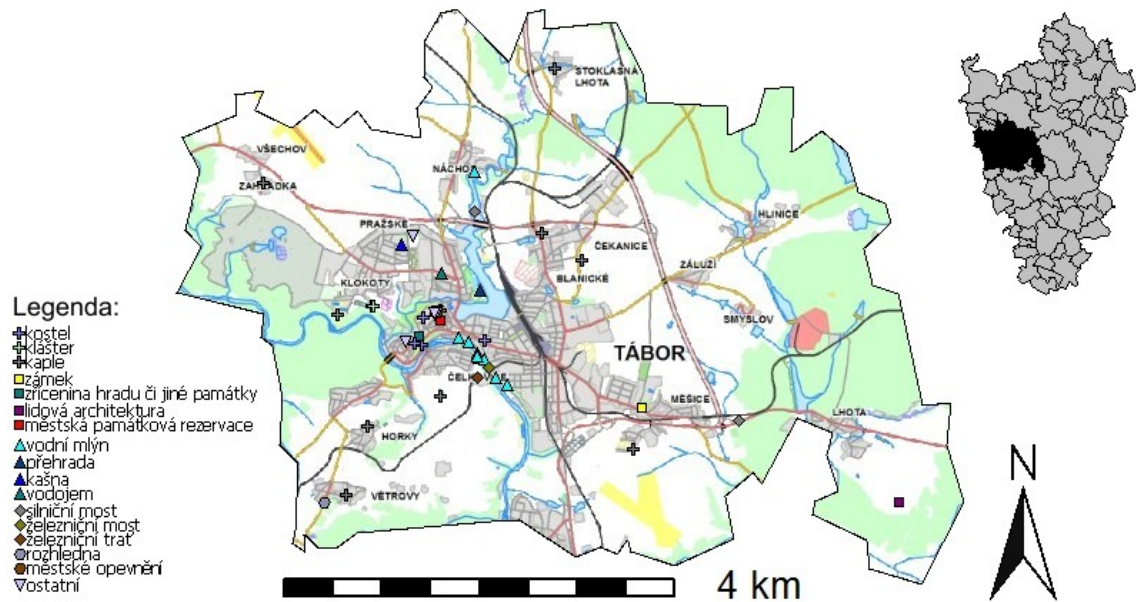 STOKLASNÁ
LHOTA
VŠECHOV
NÁCHOD
ZAHRÁDKA
PRAŽSKÉ
HLINICE
ČEKANICE
KLOKOTY
BLANICKÉ
ZÁLUŽÍ
Legenda:
SMYSLOV
kostel
klášter
kaple
TÁBOR
zámek
zřícenina hradu či jiné památky
MĚŠICE
lidová architektura
LHOTA
městská památková rezervace
HORKY
vodní mlýn
přehrada
kašna
vodojem
VĚTROVY
silniční most
železniční most
železniční trať
rozhledna
městské opevnění
ostatní
N
4 km